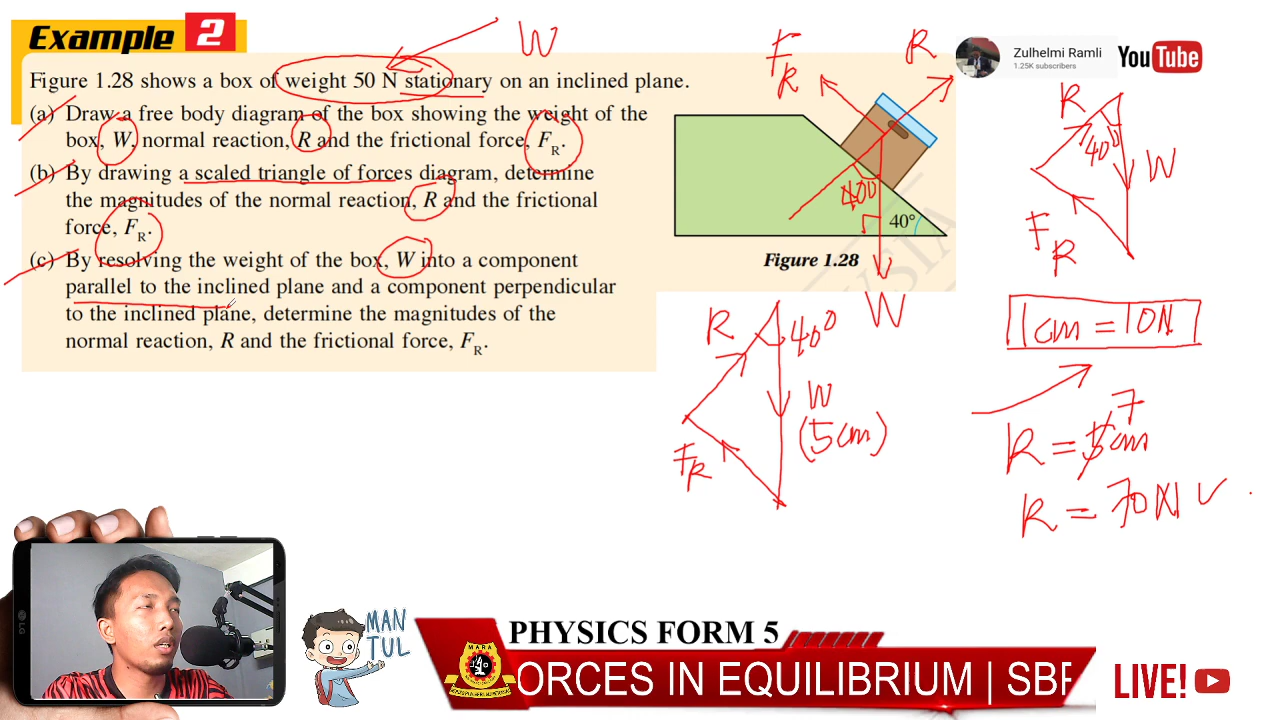 Example 2
W
Figure 1.28 shows a box of weight 50 N stationary on an inclined plane.
(a) Draw a free body diagram of the box showing the weight of the
box, W, normal reaction, R and the frictional force, FR.
(b) By drawing a scaled triangle of forces diagram, determine
the magnitudes of the normal reaction, R and the frictional
force, FR.
(c) By resolving the weight of the box, W into a component
parallel to the inclined plane and a component perpendicular
to the inclined plane, determine the magnitudes of the
normal reaction, R and the frictional force, FR.
FR
R
40°
40°
W
Figure 1.28
Zulhelmi Ramli
1.25K subscribers
YouTube
R
40°
W
FR
R
40°
W
(5cm)
FR
1cm = 10N
7
R = 5cm
R = 70N
LG
MAN
TUL
PHYSICS FORM 5
MARA
ORCES IN EQUILIBRIUM | SBP
LIVE!